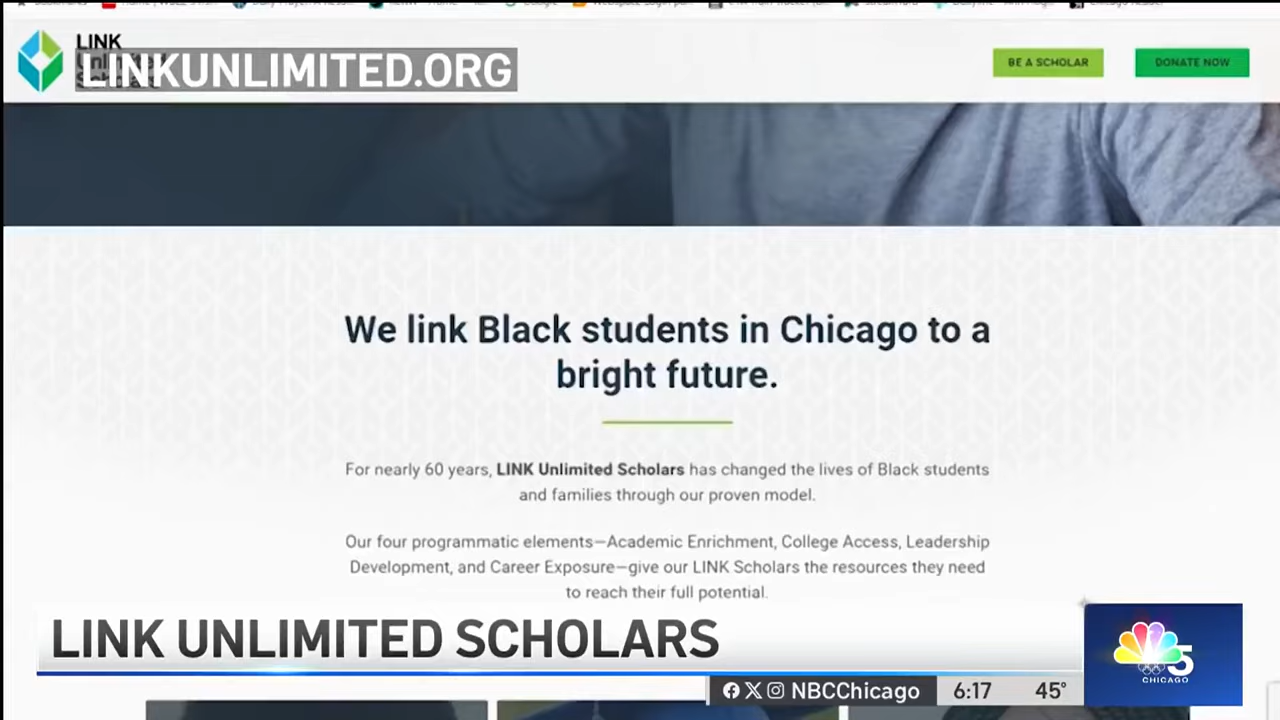 LINK
LINKUNLIMITED.ORG
BE A SCHOLAR
DONATE NOW
We link Black students in Chicago to a
bright future.
For nearly 60 years, LINK Unlimited Scholars has changed the lives of Black students
and families through our proven model.
Our four programmatic elements—Academic Enrichment, College Access, Leadership
Development, and Career Exposure—give our LINK Scholars the resources they need
to reach their full potential.
LINK UNLIMITED SCHOLARS
5
CHICAGO
NBCChicago
6:17
45°